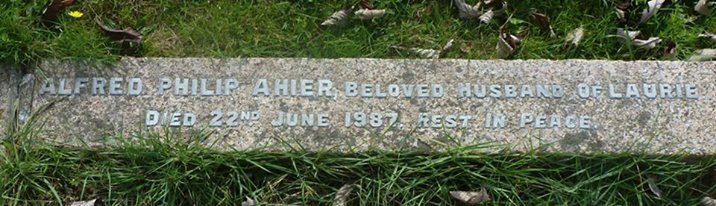 ALFRED PHILIP AHIER, BELOVED HUSBAND OF LAURIE.
DIED 22ND JUNE 1987. REST IN PEACE.